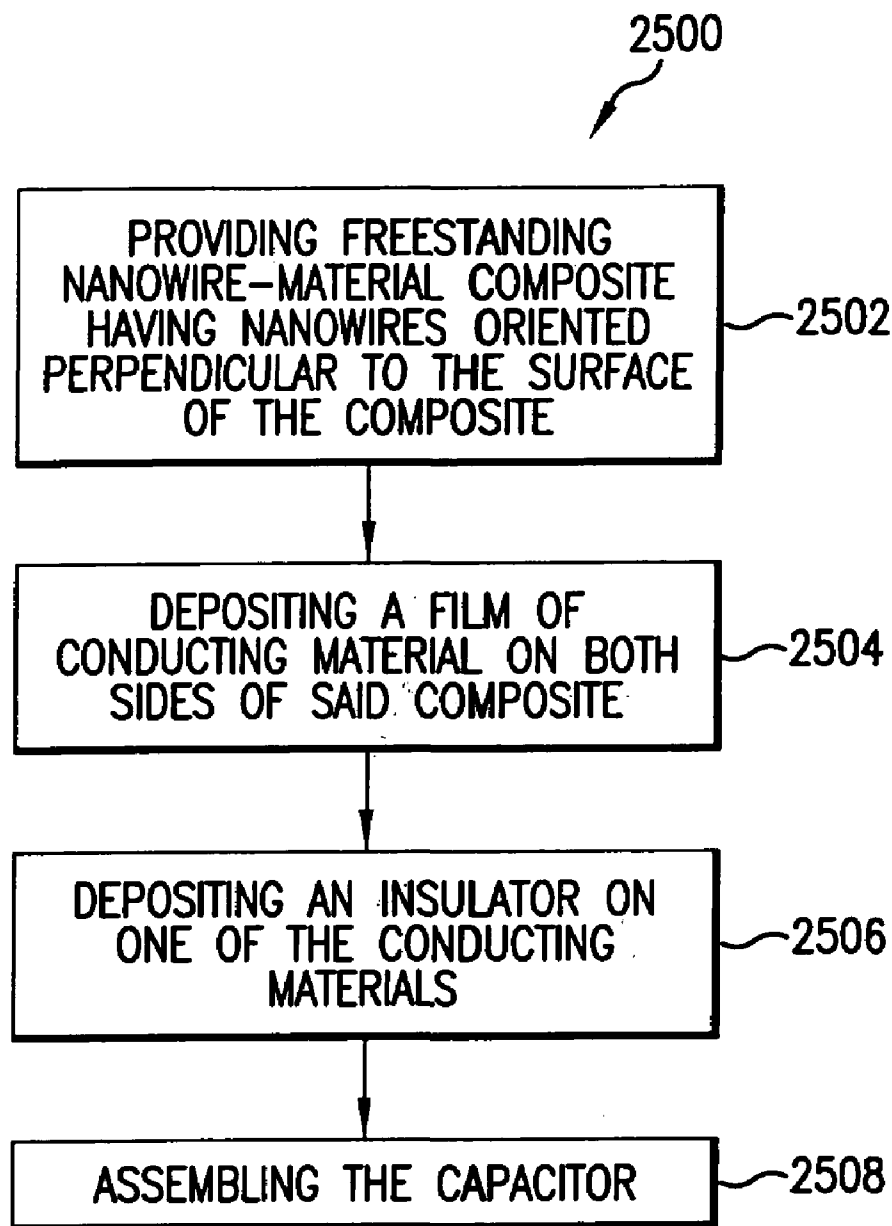 2500
PROVIDING FREESTANDING
NANOWIRE-MATERIAL COMPOSITE
HAVING NANOWIRES ORIENTED
PERPENDICULAR TO THE SURFACE
OF THE COMPOSITE
2502
DEPOSITING A FILM OF
CONDUCTING MATERIAL ON BOTH
SIDES OF SAID COMPOSITE
2504
DEPOSITING AN INSULATOR ON
ONE OF THE CONDUCTING
MATERIALS
2506
ASSEMBLING THE CAPACITOR
2508